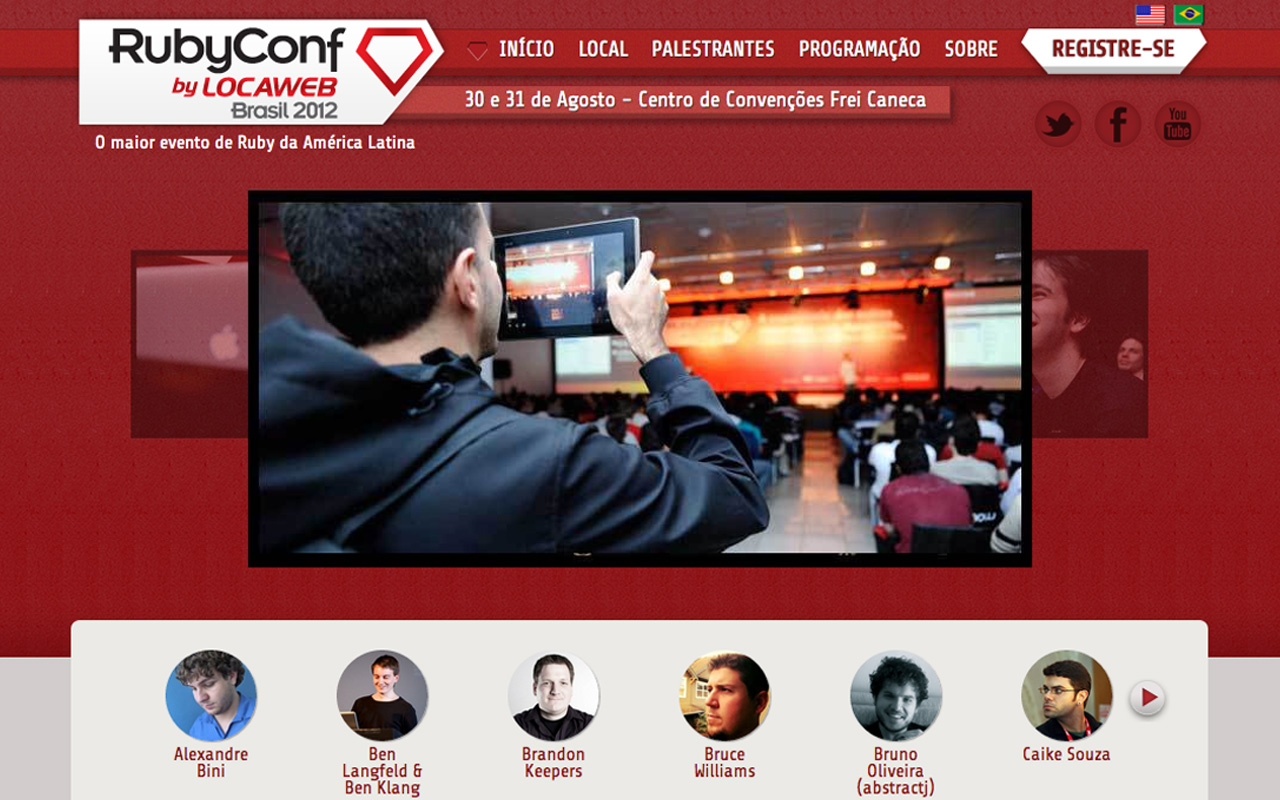 RubyConf
by LOCAWEB
Brasil 2012
INÍCIO LOCAL PALESTRANTES PROGRAMAÇÃO SOBRE
REGISTRE-SE
30 e 31 de Agosto - Centro de Convenções Frei Caneca
O maior evento de Ruby da América Latina
You
Tube
Alexandre
Bini
Ben
Langfeld &
Ben Klang
Brandon
Keepers
Bruce
Williams
Bruno
Oliveira
(abstractj)
Caike Souza